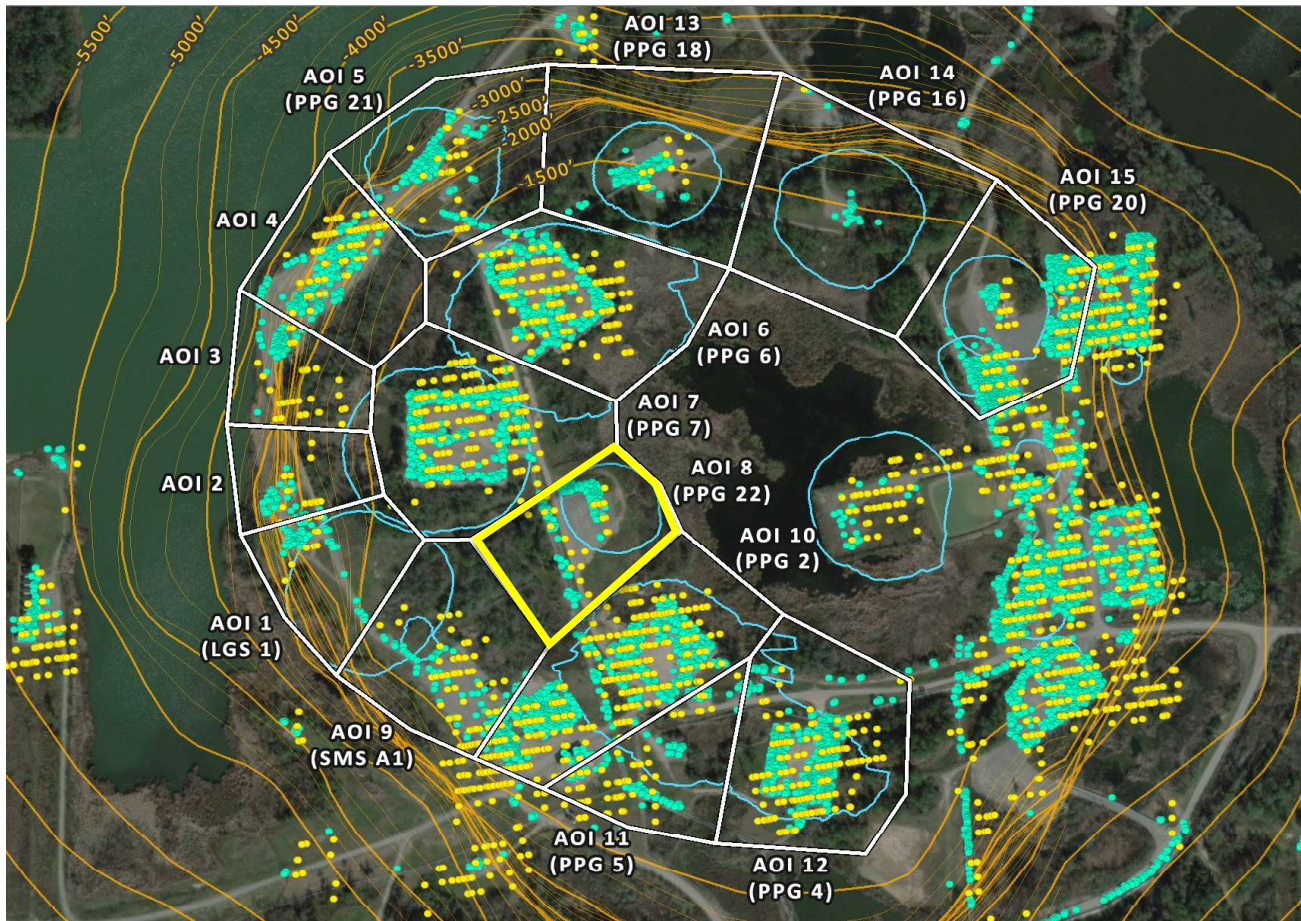 -5500'
-5000'
-4500'
-4000'
-3500'
-3000'
-2500'
-2000'
-1500'
AOI 13
(PPG 18)
AOI 14
(PPG 16)
AOI 5
(PPG 21)
AOI 15
(PPG 20)
AOI 4
AOI 3
AOI 6
(PPG 6)
AOI 7
(PPG 7)
AOI 8
(PPG 22)
AOI 2
AOI 10
(PPG 2)
AOI 1
(LGS 1)
AOI 9
(SMS A1)
AOI 11
(PPG 5)
AOI 12
(PPG 4)